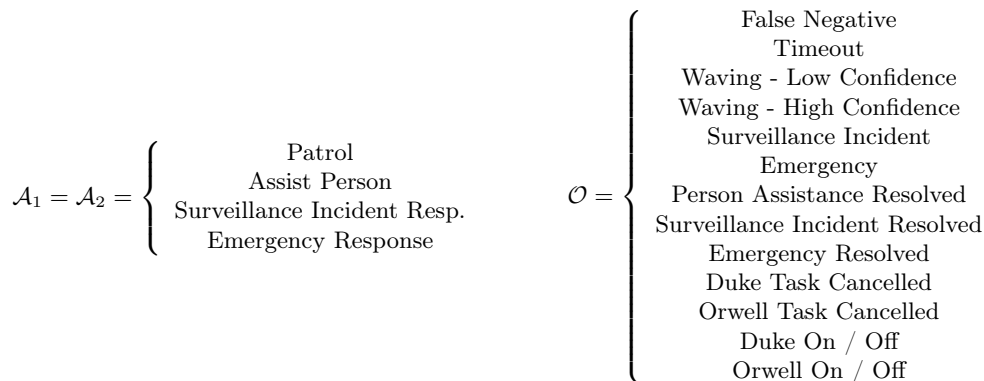 𝒜₁ = 𝒜₂ = {
Patrol
Assist Person
Surveillance Incident Resp.
Emergency Response
𝒪 = {
False Negative
Timeout
Waving - Low Confidence
Waving - High Confidence
Surveillance Incident
Emergency
Person Assistance Resolved
Surveillance Incident Resolved
Emergency Resolved
Duke Task Cancelled
Orwell Task Cancelled
Duke On / Off
Orwell On / Off